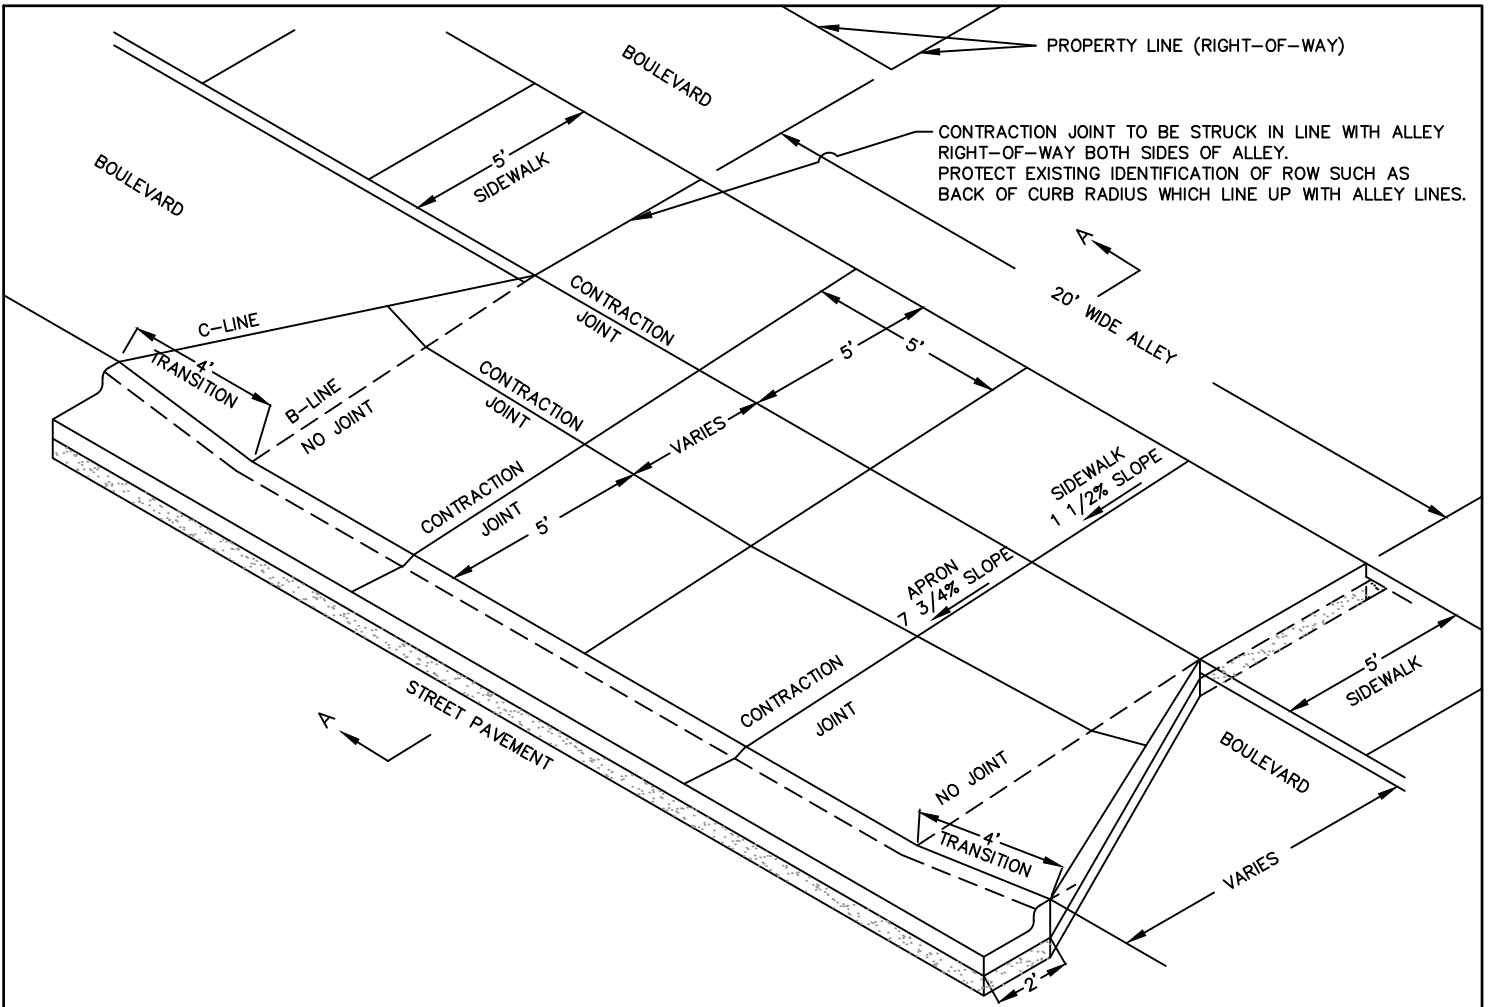 PROPERTY LINE (RIGHT-OF-WAY)
BOULEVARD
CONTRACTION JOINT TO BE STRUCK IN LINE WITH ALLEY
RIGHT-OF-WAY BOTH SIDES OF ALLEY.
PROTECT EXISTING IDENTIFICATION OF ROW SUCH AS
BACK OF CURB RADIUS WHICH LINE UP WITH ALLEY LINES.
BOULEVARD
5'
SIDEWALK
A
20' WIDE ALLEY
CONTRACTION
JOINT
C-LINE
4'
TRANSITION
B-LINE
NO JOINT
CONTRACTION
JOINT
5'
5'
VARIES
CONTRACTION
JOINT
5'
SIDEWALK
1 1/2% SLOPE
APRON
7 3/4% SLOPE
5'
SIDEWALK
CONTRACTION
JOINT
STREET PAVEMENT
A
NO JOINT
BOULEVARD
4'
TRANSITION
VARIES
2'